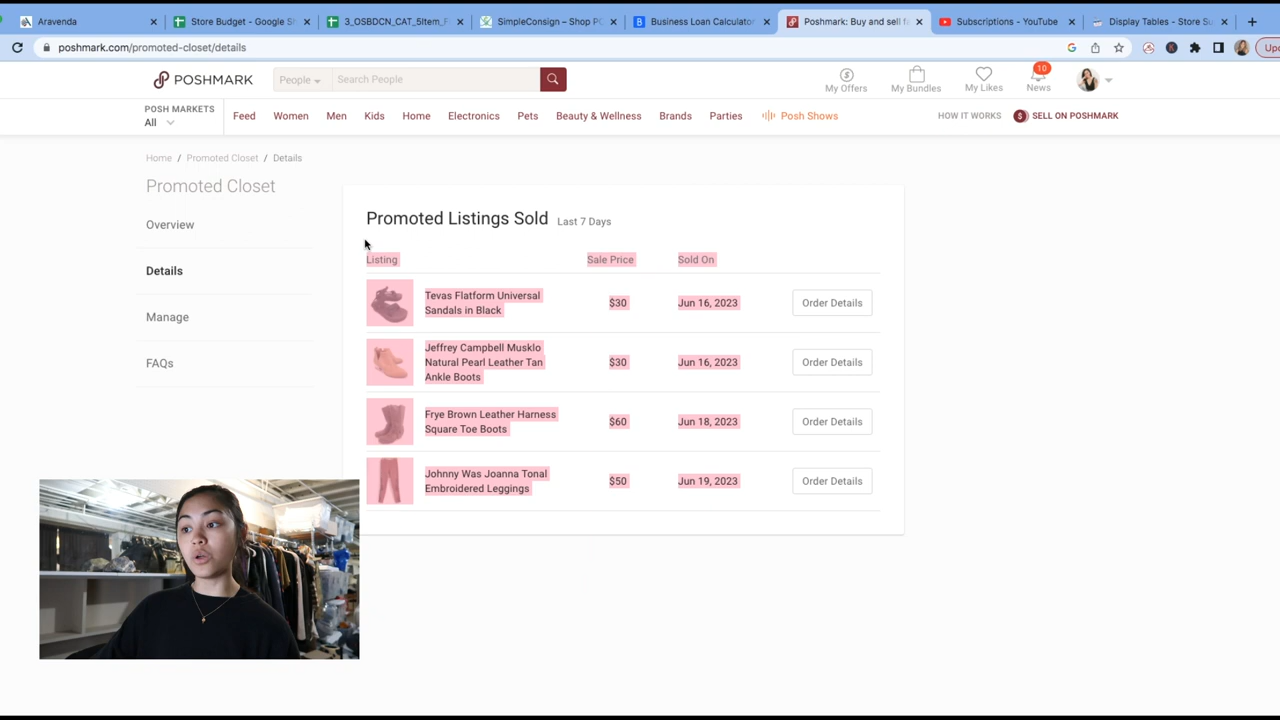 Aravenda
Store Budget - Google Sh
3_OSBDCN_CAT_5Item_F
SimpleConsign – Shop PC
Business Loan Calculator
Poshmark: Buy and sell f
Subscriptions - YouTube
Display Tables - Store Su
poshmark.com/promoted-closet/details
POSHMARK
People
Search People
My Offers
My Bundles
My Likes
10
News
POSH MARKETS
All
Feed
Women
Men
Kids
Home
Electronics
Pets
Beauty & Wellness
Brands
Parties
Posh Shows
HOW IT WORKS
SELL ON POSHMARK
Home / Promoted Closet / Details
Promoted Closet
Overview
Details
Manage
FAQs
Promoted Listings Sold Last 7 Days
Listing Sale Price Sold On
Tevas Flatform Universal
Sandals in Black
$30
Jun 16, 2023
Order Details
Jeffrey Campbell Musklo
Natural Pearl Leather Tan
Ankle Boots
$30
Jun 16, 2023
Order Details
Frye Brown Leather Harness
Square Toe Boots
$60
Jun 18, 2023
Order Details
Johnny Was Joanna Tonal
Embroidered Leggings
$50
Jun 19, 2023
Order Details